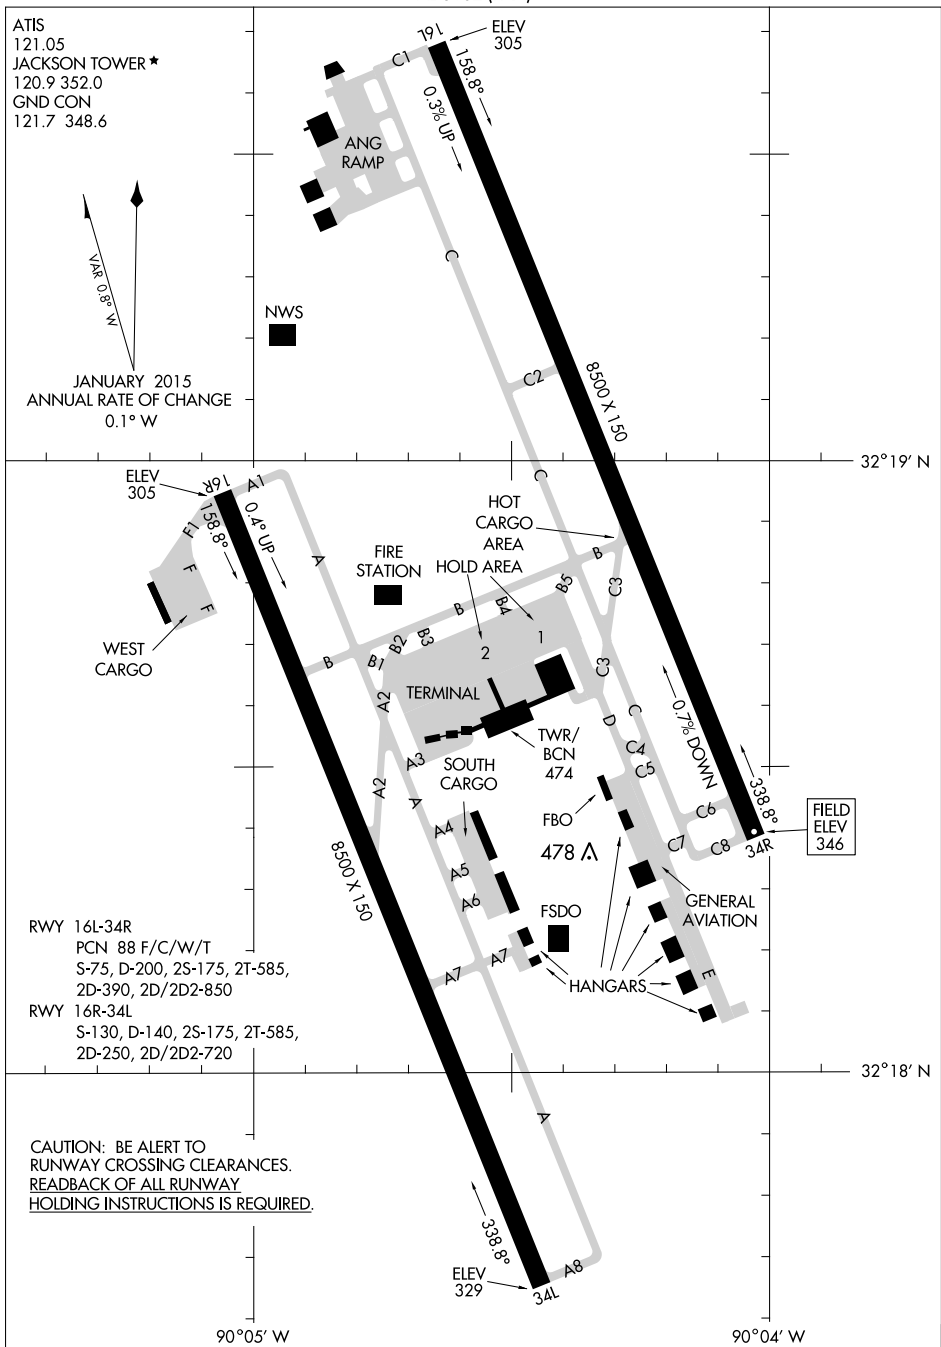 ATIS
121.05
JACKSON TOWER ★
120.9 352.0
GND CON
121.7 348.6
16L
ELEV
305
C1
158.8°
0.3% UP
ANG
RAMP
VAR 0.8° W
C
NWS
JANUARY 2015
ANNUAL RATE OF CHANGE
0.1° W
C2
8500 X 150
32°19' N
ELEV
305
16R
A1
158.8°
0.4° UP
F1
F
F
A
C
HOT
CARGO
AREA
HOLD AREA
FIRE
STATION
B
B5
C3
B
B4
WEST
CARGO
B
B1
B2
B3
2
1
C3
TERMINAL
A2
D
C
0.7% DOWN
C4
C5
TWR/
BCN
474
A3
SOUTH
CARGO
A2
A
FBO
C6
338.8°
FIELD
ELEV
346
A4
478
C7
C8
34R
8500 X 150
A5
A6
FSDO
GENERAL
AVIATION
RWY 16L-34R
PCN 88 F/C/W/T
S-75, D-200, 2S-175, 2T-585,
2D-390, 2D/2D2-850
RWY 16R-34L
S-130, D-140, 2S-175, 2T-585,
2D-250, 2D/2D2-720
A7
A7
HANGARS
E
32°18' N
A
CAUTION: BE ALERT TO
RUNWAY CROSSING CLEARANCES.
READBACK OF ALL RUNWAY
HOLDING INSTRUCTIONS IS REQUIRED.
338.8°
ELEV
329
34L
A8
90°05' W
90°04' W